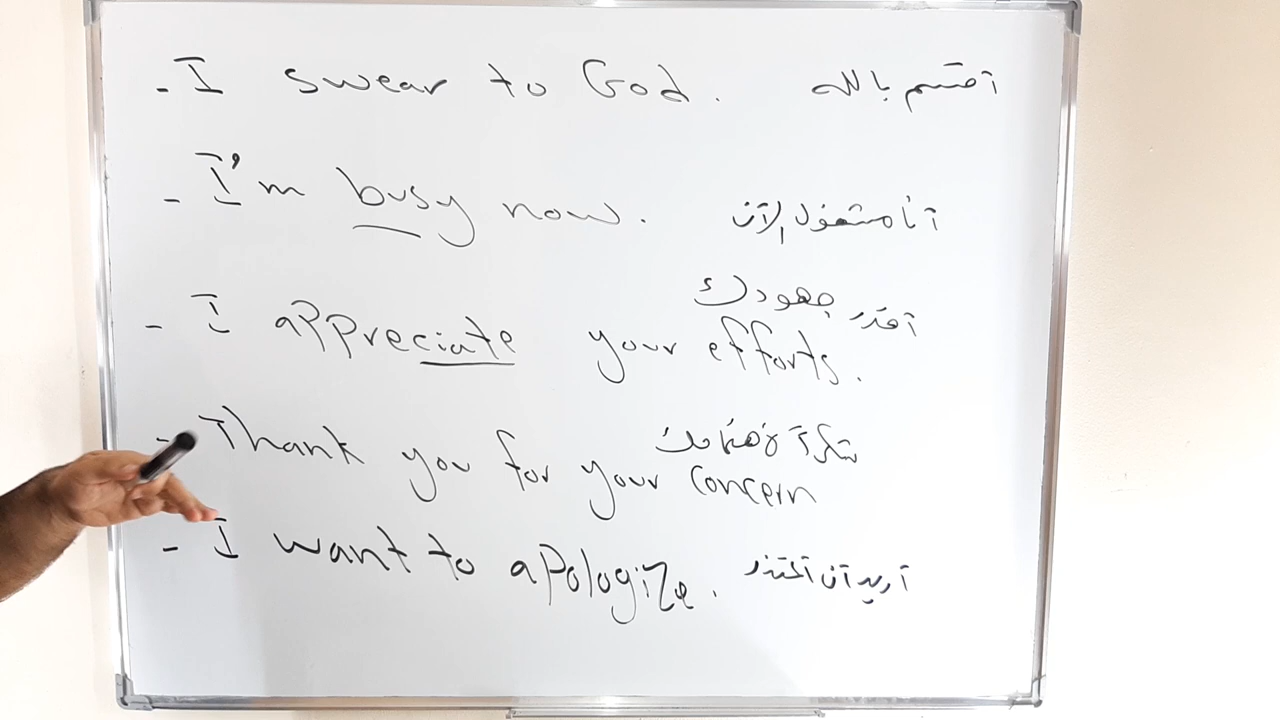 - I swear to God. أقسم بالله
- I'm busy now. أنا مشغول الآن
- I appreciate your efforts. أقدر جهودك
- Thank you for your concern شكراً لاهتمامك
- I want to apologize. أريد أن أعتذر